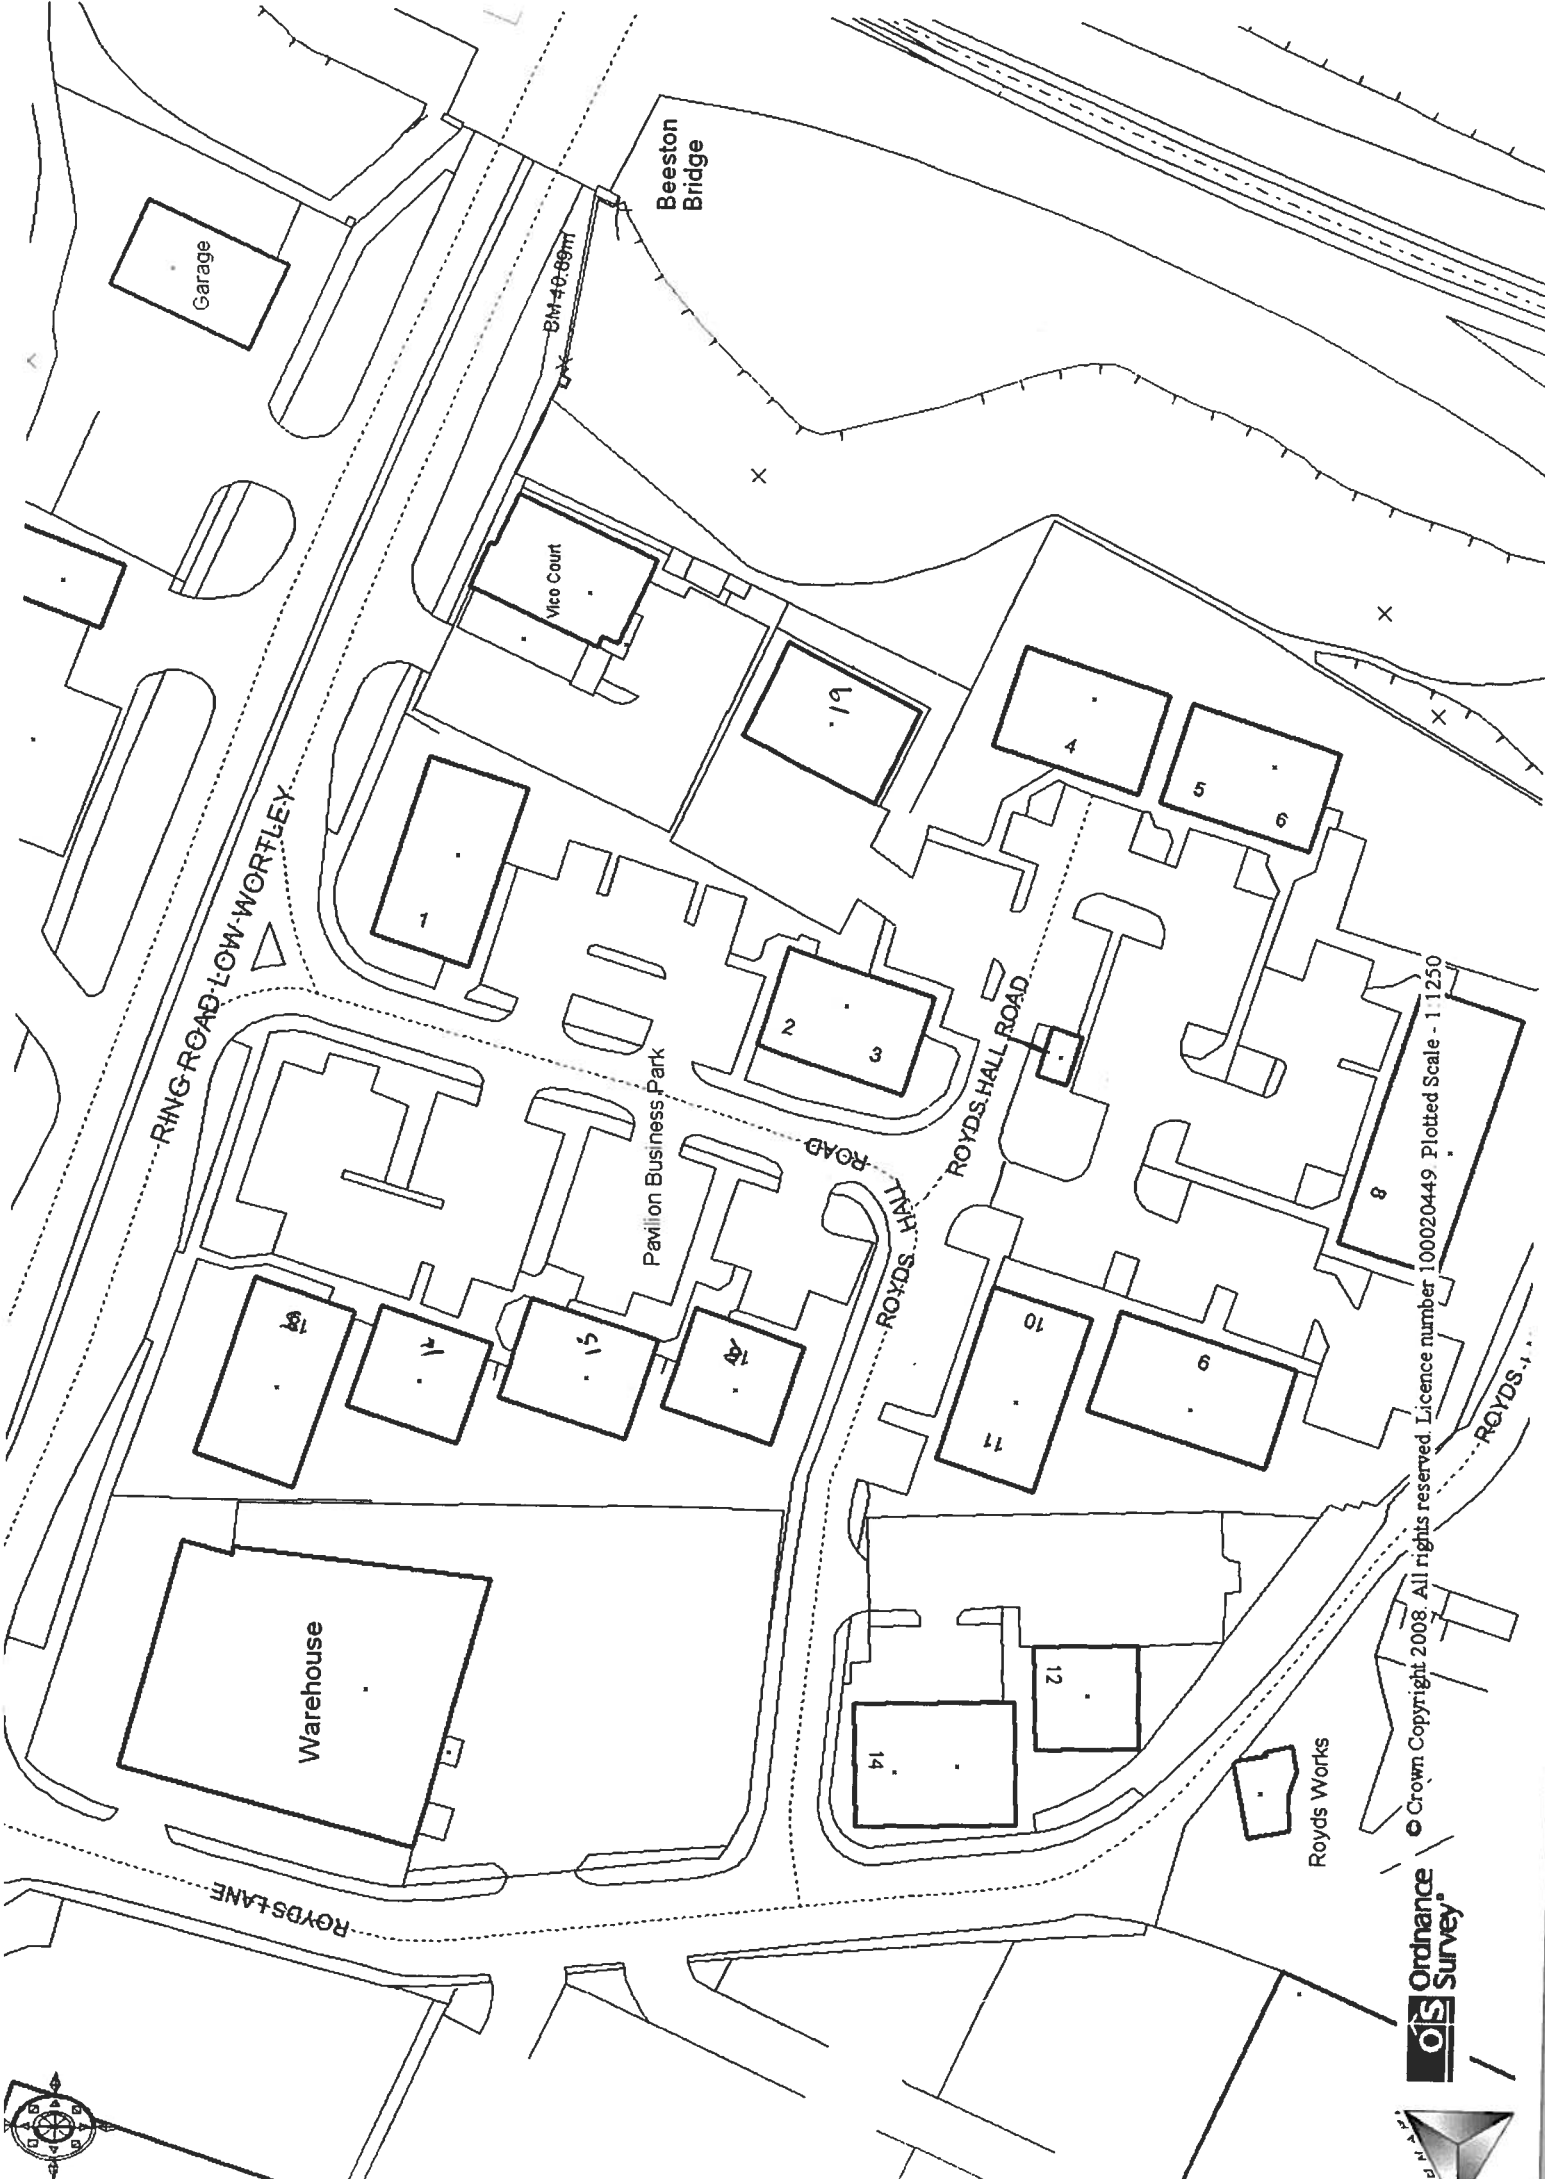 Garage
Beeston
Bridge
BM 40.89m
Vico Court
RING ROAD LOW WORTLEY
1
19
4
5
6
2
3
ROYDS HALL ROAD
Pavilion Business Park
ROYDS HALL ROAD
8
15
10
11
9
Warehouse
12
14
ROYDS LANE
Royds Works
ROYDS
© Crown Copyright 2008. All rights reserved. Licence number 100020449. Plotted Scale - 1:1250
OS Ordnance
Survey®